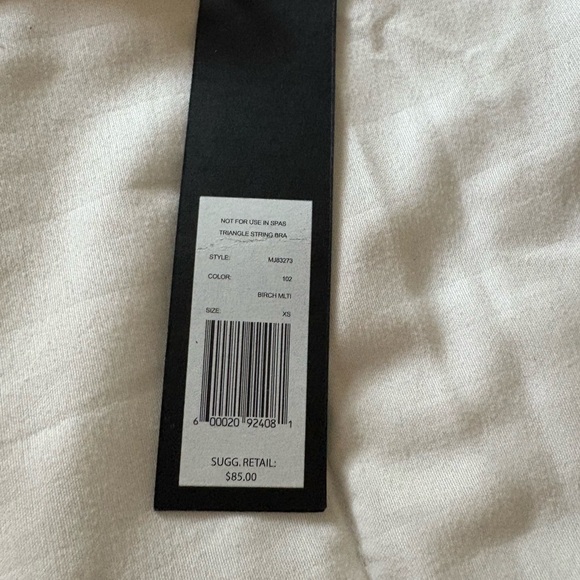 NOT FOR USE IN SPAS
TRIANGLE STRING BRA
STYLE: MJ83273
COLOR: 102
BIRCH MLTI
SIZE: XS
6 00020 92408 1
SUGG. RETAIL:
$85.00